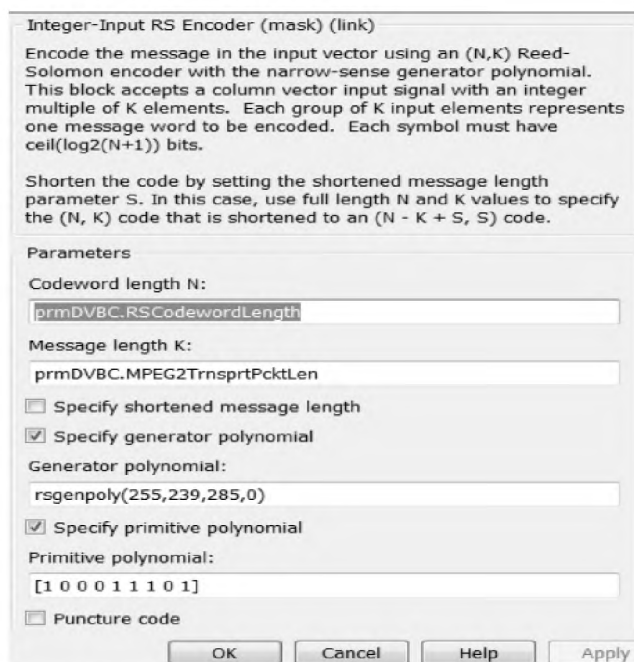 Integer-Input RS Encoder (mask) (link)
Encode the message in the input vector using an (N,K) Reed-
Solomon encoder with the narrow-sense generator polynomial.
This block accepts a column vector input signal with an integer
multiple of K elements. Each group of K input elements represents
one message word to be encoded. Each symbol must have
ceil(log2(N+1)) bits.
Shorten the code by setting the shortened message length
parameter S. In this case, use full length N and K values to specify
the (N, K) code that is shortened to an (N - K + S, S) code.
Parameters
Codeword length N:
prmDVBC.RSCodewordLength
Message length K:
prmDVBC.MPEG2TrnsprtPcktLen
Specify shortened message length
Specify generator polynomial
Generator polynomial:
rsgenpoly(255,239,285,0)
Specify primitive polynomial
Primitive polynomial:
[1 0 0 0 1 1 1 0 1]
Puncture code
OK Cancel Help Apply